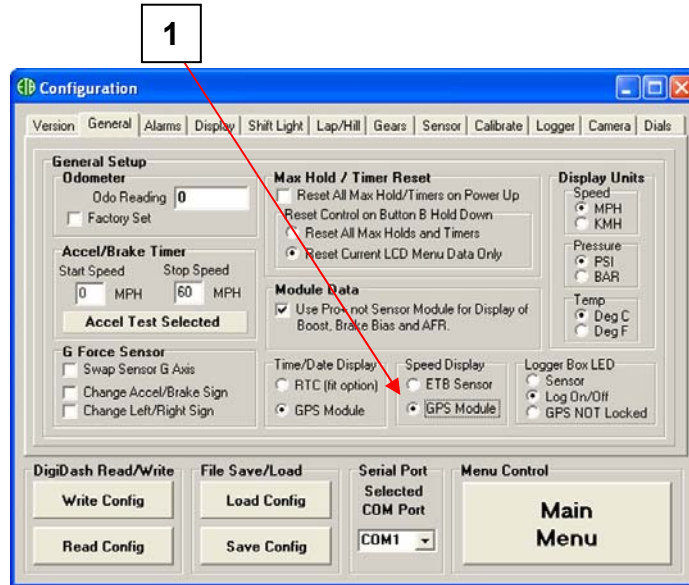 1
ETB Configuration
Version General Alarms Display Shift Light Lap/Hill Gears Sensor Calibrate Logger Camera Dials
General Setup
Odometer
Odo Reading 0
Factory Set
Accel/Brake Timer
Start Speed Stop Speed
0 MPH 60 MPH
Accel Test Selected
G Force Sensor
Swap Sensor G Axis
Change Accel/Brake Sign
Change Left/Right Sign
Max Hold / Timer Reset
Reset All Max Hold/Timers on Power Up
Reset Control on Button B Hold Down
Reset All Max Holds and Timers
Reset Current LCD Menu Data Only
Module Data
Use Pro+ not Sensor Module for Display of
Boost, Brake Bias and AFR.
Time/Date Display
RTC (fit option)
GPS Module
Speed Display
ETB Sensor
GPS Module
Display Units
Speed
MPH
KMH
Pressure
PSI
BAR
Temp
Deg C
Deg F
Logger Box LED
Sensor
Log On/Off
GPS NOT Locked
DigiDash Read/Write
Write Config
Read Config
File Save/Load
Load Config
Save Config
Serial Port
Selected
COM Port
COM1
Menu Control
Main
Menu